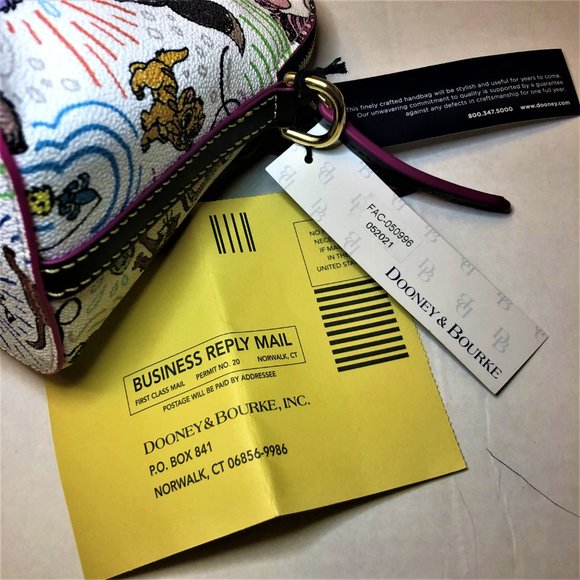 This finely crafted handbag will be stylish and useful for years to come.
Our unwavering commitment to quality is supported by a guarantee
against any defects in craftsmanship for one full year.
800.347.5000 www.dooney.com
FAC-050996
052021
DOONEY & BOURKE
NO
NECE
IF MAI
IN TH
UNITED STA
BUSINESS REPLY MAIL
FIRST CLASS MAIL PERMIT NO. 20 NORWALK, CT
POSTAGE WILL BE PAID BY ADDRESSEE
DOONEY & BOURKE, INC.
P.O. BOX 841
NORWALK, CT 06856-9986